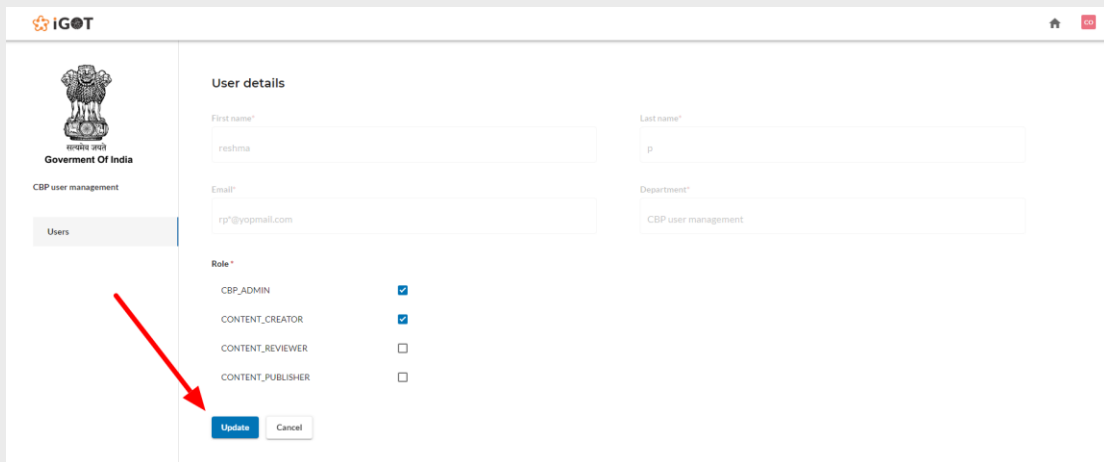 iGOT
CO
सत्यमेव जयते
Goverment Of India
CBP user management
Users
User details
First name*
Last name*
reshma
p
Email*
Department*
rp*@yopmail.com
CBP user management
Role *
CBP_ADMIN
CONTENT_CREATOR
CONTENT_REVIEWER
CONTENT_PUBLISHER
Update
Cancel